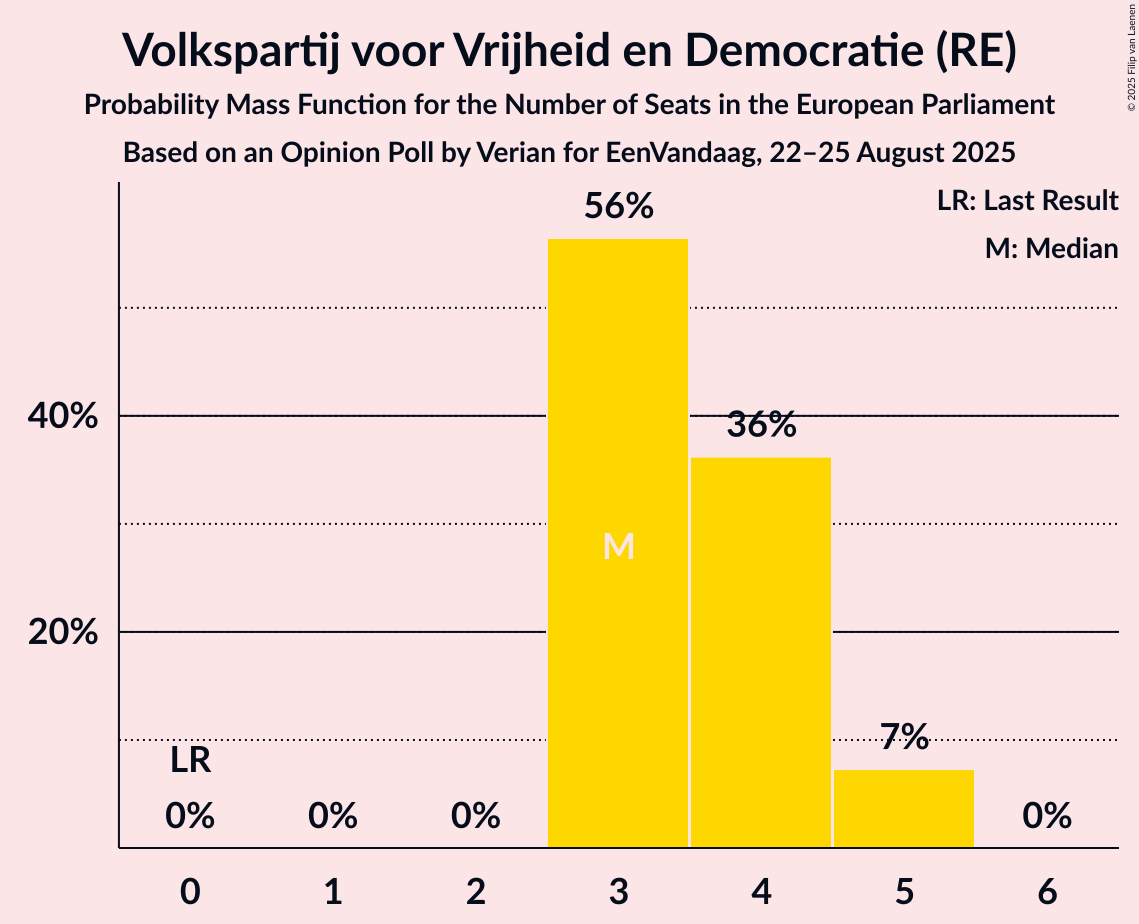 Volkspartij voor Vrijheid en Democratie (RE)
Probability Mass Function for the Number of Seats in the European Parliament
Based on an Opinion Poll by Verian for EenVandaag, 22–25 August 2025
© 2025 Filip van Laenen
LR: Last Result
M: Median
56%
40%
36%
M
20%
7%
LR
0%
0%
0%
0%
0
1
2
3
4
5
6